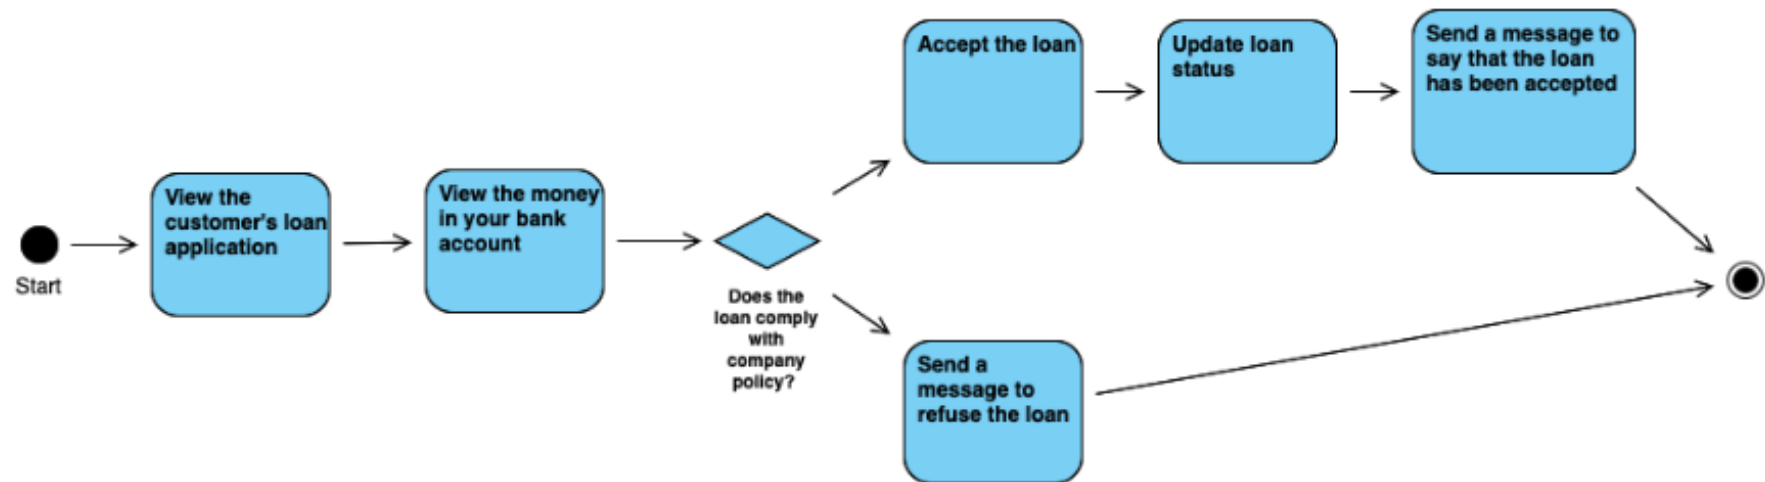 Start
View the
customer's loan
application
View the money
in your bank
account
Does the
loan comply
with
company
policy?
Accept the loan
Update loan
status
Send a message to
say that the loan
has been accepted
Send a
message to
refuse the loan